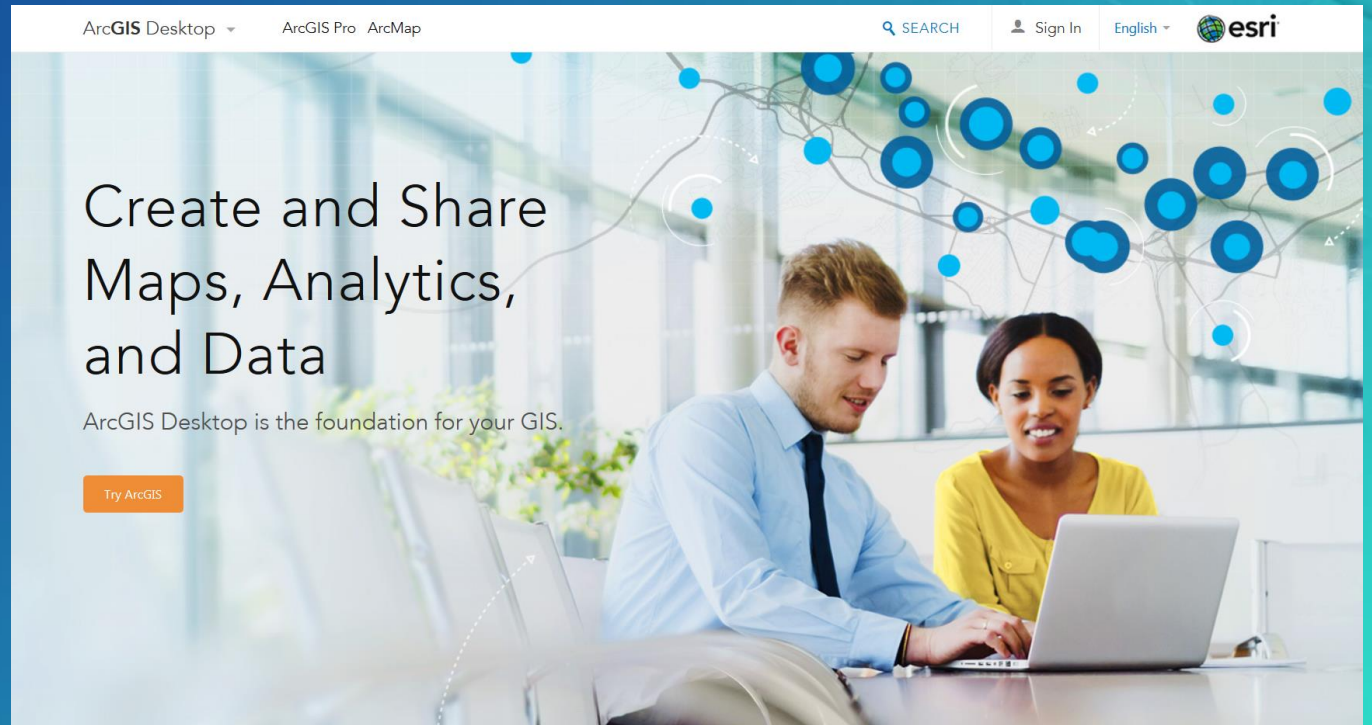 ArcGIS Desktop
ArcGIS Pro ArcMap
SEARCH
Sign In
English
esri
Create and Share
Maps, Analytics,
and Data
ArcGIS Desktop is the foundation for your GIS.
Try ArcGIS